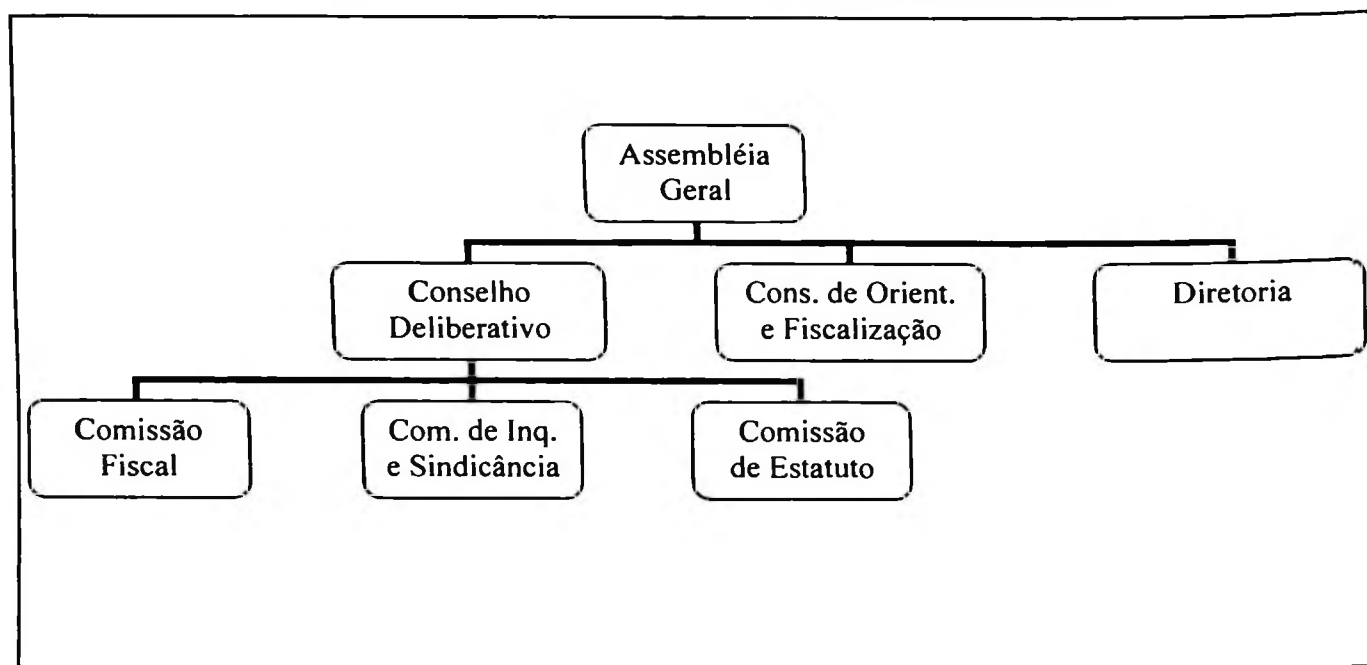 Assembléia
Geral
Conselho
Deliberativo
Cons. de Orient.
e Fiscalização
Diretoria
Comissão
Fiscal
Com. de Inq.
e Sindicância
Comissão
de Estatuto